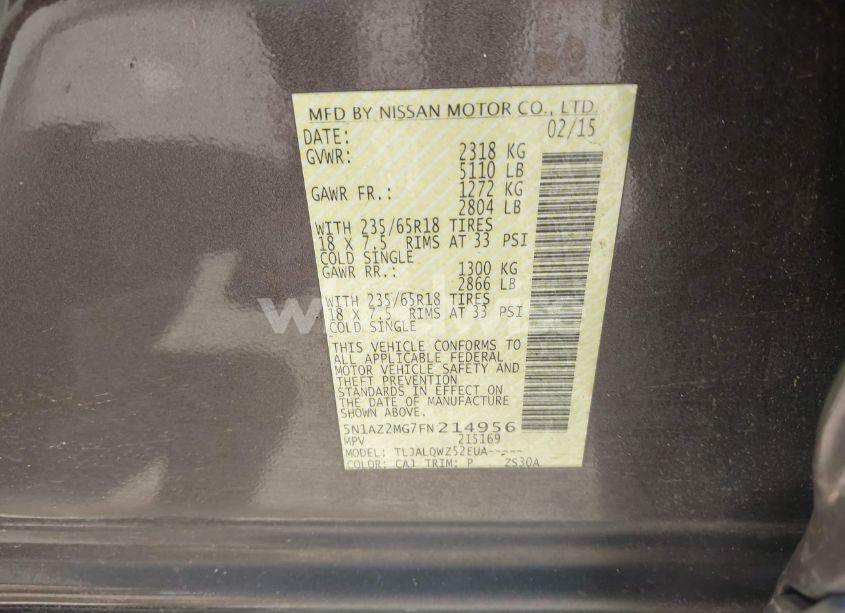 MFD BY NISSAN MOTOR CO., LTD.
DATE: 02/15
GVWR: 2318 KG
5110 LB
GAWR FR.: 1272 KG
2804 LB
WITH 235/65R18 TIRES
18 X 7.5 RIMS AT 33 PSI
COLD SINGLE
GAWR RR.: 1300 KG
2866 LB
WITH 235/65R18 TIRES
18 X 7.5 RIMS AT 33 PSI
COLD SINGLE
THIS VEHICLE CONFORMS TO
ALL APPLICABLE FEDERAL
MOTOR VEHICLE SAFETY AND
THEFT PREVENTION
STANDARDS IN EFFECT ON
THE DATE OF MANUFACTURE
SHOWN ABOVE.
5N1AZ2MG7FN214956
MPV 215169
MODEL: TLJALQWZ52EUA-----
COLOR: CAJ TRIM: P ZS30A